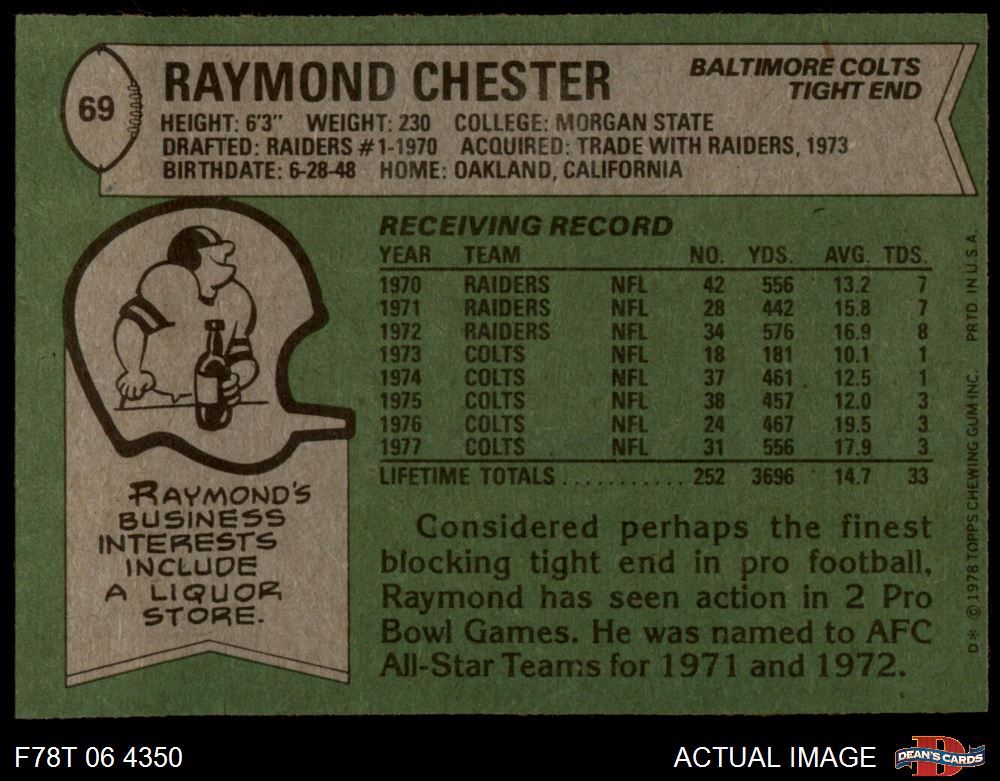 69
RAYMOND CHESTER
BALTIMORE COLTS
TIGHT END
HEIGHT: 6'3" WEIGHT: 230 COLLEGE: MORGAN STATE
DRAFTED: RAIDERS #1-1970 ACQUIRED: TRADE WITH RAIDERS, 1973
BIRTHDATE: 6-28-48 HOME: OAKLAND, CALIFORNIA
RECEIVING RECORD
YEAR TEAM NO. YDS. AVG. TDS.
1970 RAIDERS NFL 42 556 13.2 7
1971 RAIDERS NFL 28 442 15.8 7
1972 RAIDERS NFL 34 576 16.9 8
1973 COLTS NFL 18 181 10.1 1
1974 COLTS NFL 37 461 12.5 1
1975 COLTS NFL 38 457 12.0 3
1976 COLTS NFL 24 467 19.5 3
1977 COLTS NFL 31 556 17.9 3
LIFETIME TOTALS ........... 252 3696 14.7 33
RAYMOND'S
BUSINESS
INTERESTS
INCLUDE
A LIQUOR
STORE.
Considered perhaps the finest
blocking tight end in pro football,
Raymond has seen action in 2 Pro
Bowl Games. He was named to AFC
All-Star Teams for 1971 and 1972.
D* © 1978 TOPPS CHEWING GUM INC. PRTD. IN U.S.A.
F78T 06 4350
ACTUAL IMAGE
D
DEAN'S CARDS